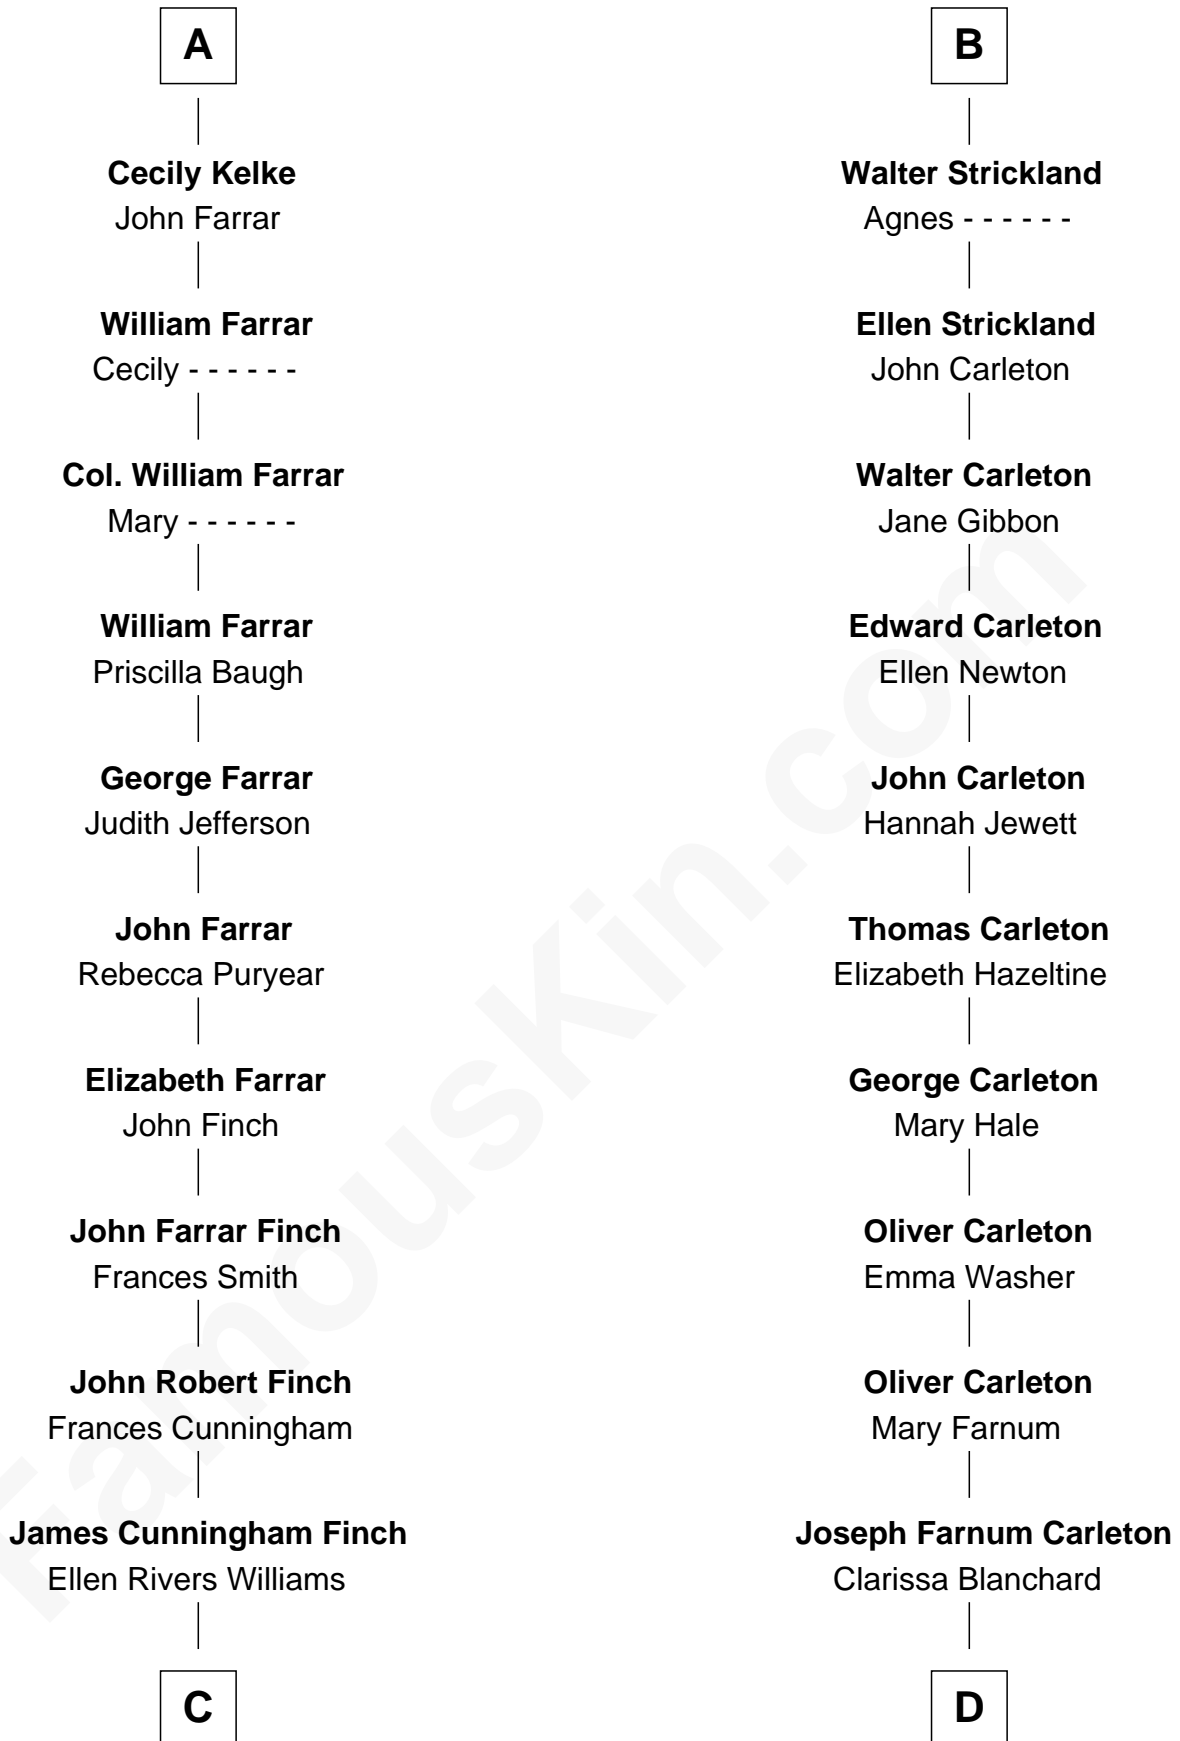 A
Cecily Kelke
John Farrar
William Farrar
Cecily - - - - - -
Col. William Farrar
Mary - - - - - -
William Farrar
Priscilla Baugh
George Farrar
Judith Jefferson
John Farrar
Rebecca Puryear
Elizabeth Farrar
John Finch
John Farrar Finch
Frances Smith
John Robert Finch
Frances Cunningham
James Cunningham Finch
Ellen Rivers Williams
C
B
Walter Strickland
Agnes - - - - - -
Ellen Strickland
John Carleton
Walter Carleton
Jane Gibbon
Edward Carleton
Ellen Newton
John Carleton
Hannah Jewett
Thomas Carleton
Elizabeth Hazeltine
George Carleton
Mary Hale
Oliver Carleton
Emma Washer
Oliver Carleton
Mary Farnum
Joseph Farnum Carleton
Clarissa Blanchard
D
FamousKin.com